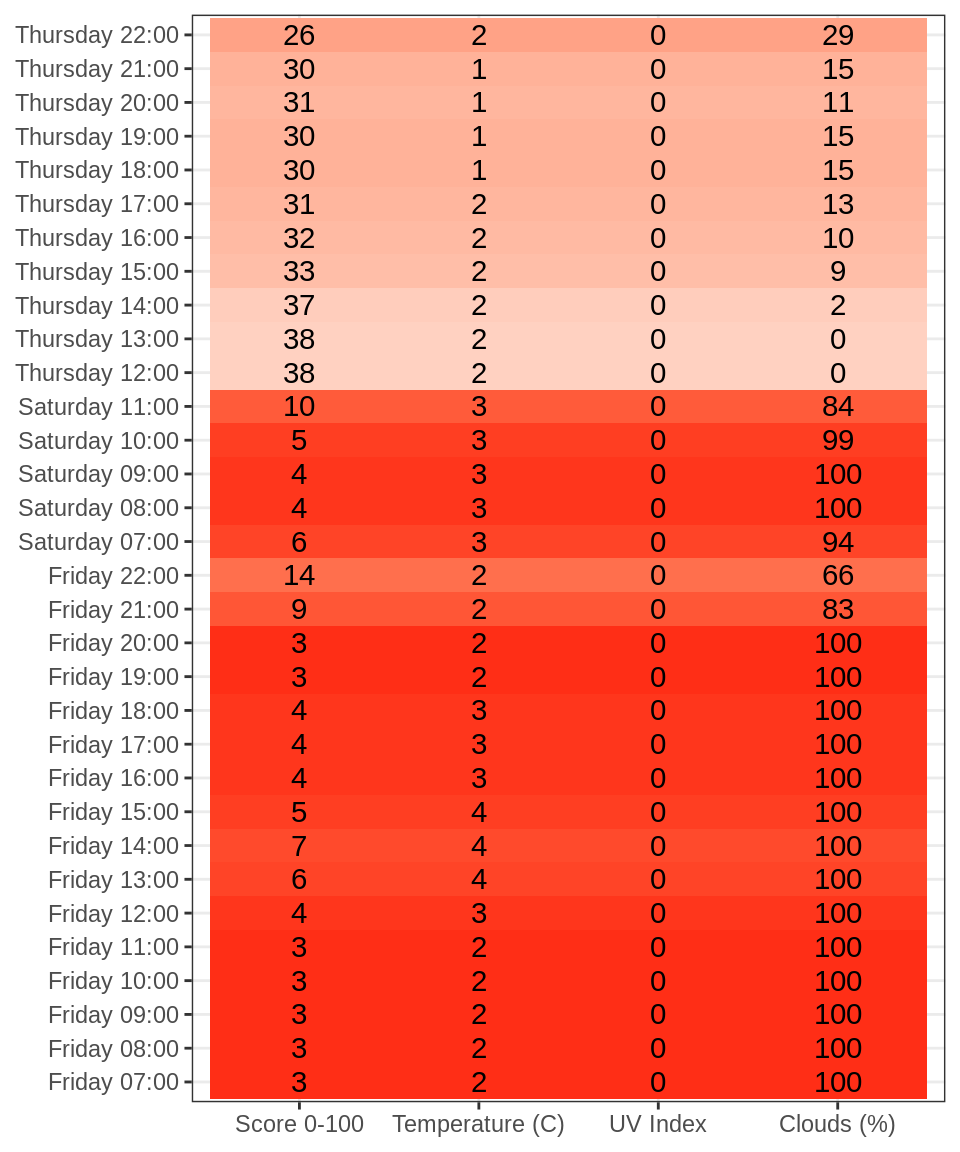 Thursday 22:00 26 2 0 29
Thursday 21:00 30 1 0 15
Thursday 20:00 31 1 0 11
Thursday 19:00 30 1 0 15
Thursday 18:00 30 1 0 15
Thursday 17:00 31 2 0 13
Thursday 16:00 32 2 0 10
Thursday 15:00 33 2 0 9
Thursday 14:00 37 2 0 2
Thursday 13:00 38 2 0 0
Thursday 12:00 38 2 0 0
Saturday 11:00 10 3 0 84
Saturday 10:00 5 3 0 99
Saturday 09:00 4 3 0 100
Saturday 08:00 4 3 0 100
Saturday 07:00 6 3 0 94
Friday 22:00 14 2 0 66
Friday 21:00 9 2 0 83
Friday 20:00 3 2 0 100
Friday 19:00 3 2 0 100
Friday 18:00 4 3 0 100
Friday 17:00 4 3 0 100
Friday 16:00 4 3 0 100
Friday 15:00 5 4 0 100
Friday 14:00 7 4 0 100
Friday 13:00 6 4 0 100
Friday 12:00 4 3 0 100
Friday 11:00 3 2 0 100
Friday 10:00 3 2 0 100
Friday 09:00 3 2 0 100
Friday 08:00 3 2 0 100
Friday 07:00 3 2 0 100
Score 0-100 Temperature (C) UV Index Clouds (%)